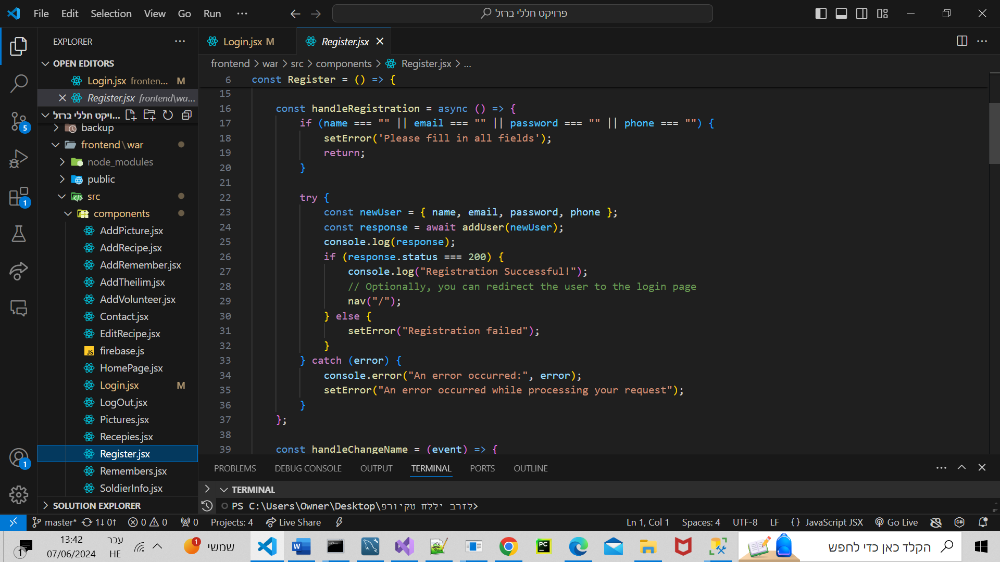 File Edit Selection View Go Run ... פרויקט חללי ברזל
EXPLORER ...
OPEN EDITORS
Login.jsx fronten... M
Register.jsx frontend\wa...
ויקט חללי ברזל...
backup
frontend\war
node_modules
public
src
components
AddPicture.jsx
AddRecipe.jsx
AddRemember.jsx
AddTheilim.jsx
AddVolunteer.jsx
Contact.jsx
EditRecipe.jsx
JS firebase.js
HomePage.jsx
Login.jsx M
LogOut.jsx
Pictures.jsx
Recepies.jsx
Register.jsx
Remembers.jsx
SoldierInfo.jsx
SOLUTION EXPLORER
5
1
1
Login.jsx M Register.jsx
frontend > war > src > components > Register.jsx > ...
6 const Register = () => {
15
16 const handleRegistration = async () => {
17 if (name === "" || email === "" || password === "" || phone === "") {
18 setError('Please fill in all fields');
19 return;
20 }
21
22 try {
23 const newUser = { name, email, password, phone };
24 const response = await addUser(newUser);
25 console.log(response);
26 if (response.status === 200) {
27 console.log("Registration Successful!");
28 // Optionally, you can redirect the user to the login page
29 nav("/");
30 } else {
31 setError("Registration failed");
32 }
33 } catch (error) {
34 console.error("An error occurred:", error);
35 setError("An error occurred while processing your request");
36 }
37 };
38
39 const handleChangeName = (event) => {
PROBLEMS DEBUG CONSOLE OUTPUT TERMINAL PORTS OUTLINE
TERMINAL
PS C:\Users\Owner\Desktop\פרויקט חללי ברזל>
master* 1↓ 0↑ 0 0 0 Projects: 4 Live Share Ln 1, Col 1 Spaces: 4 UTF-8 LF {} JavaScript JSX Go Live
1 13:42 07/06/2024 עבר HE 1 שמשי W PC הקלד כאן כדי לחפש